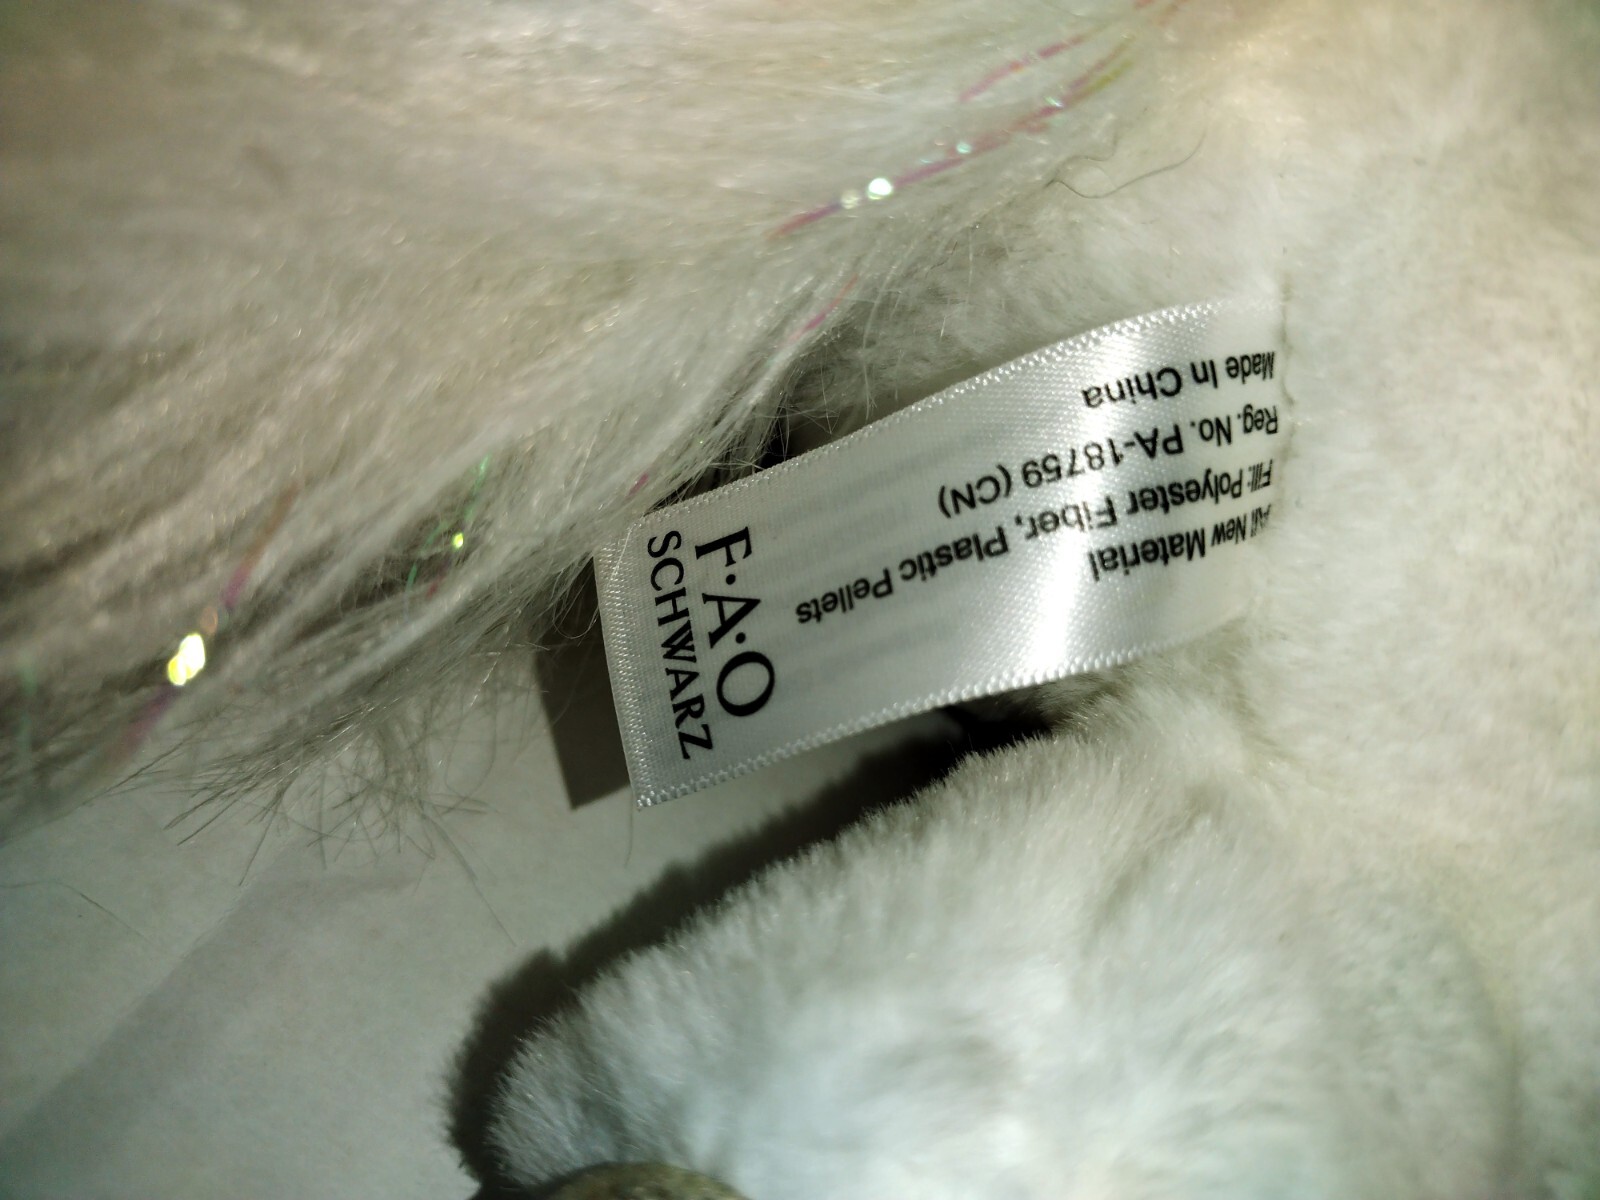 F·A·O
SCHWARZ
All New Material
Fill: Polyester Fiber, Plastic Pellets
Reg. No. PA-18759 (CN)
Made In China